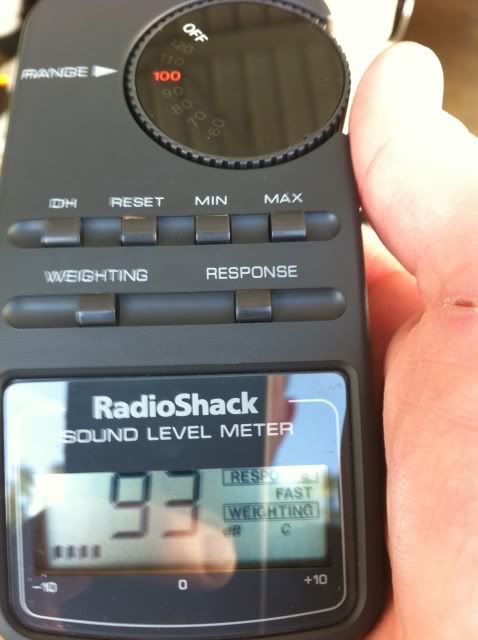 OFF
120
110
RANGE 100
90
80
70
60
DH RESET MIN MAX
WEIGHTING RESPONSE
RadioShack
SOUND LEVEL METER
93
RESPONSE
FAST
WEIGHTING
dB C
-10 0 +10